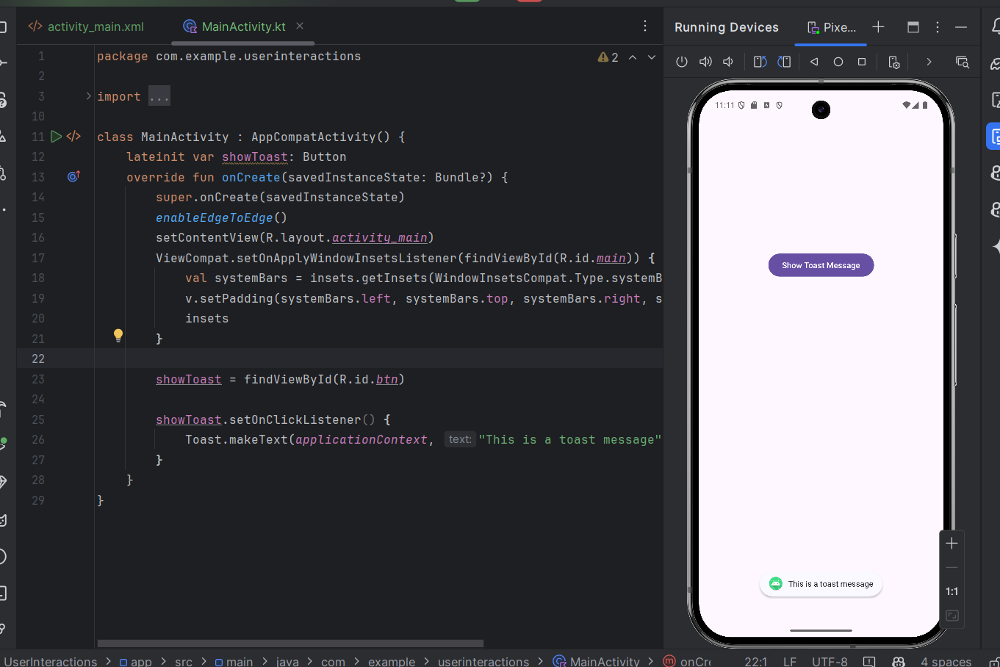 activity_main.xml
MainActivity.kt
Running Devices
Pixe...
1 package com.example.userinteractions
2
2
3 import ...
10
11 class MainActivity : AppCompatActivity() {
12 lateinit var showToast: Button
13 override fun onCreate(savedInstanceState: Bundle?) {
14 super.onCreate(savedInstanceState)
15 enableEdgeToEdge()
16 setContentView(R.layout.activity_main)
17 ViewCompat.setOnApplyWindowInsetsListener(findViewById(R.id.main)) {
18 val systemBars = insets.getInsets(WindowInsetsCompat.Type.systemB
19 v.setPadding(systemBars.left, systemBars.top, systemBars.right, s
20 insets
21 }
22
23 showToast = findViewById(R.id.btn)
24
25 showToast.setOnClickListener() {
26 Toast.makeText(applicationContext, text: "This is a toast message"
27 }
28 }
29 }
11:11
Show Toast Message
This is a toast message
1:1
UserInteractions > app > src > main > java > com > example > userinteractions > MainActivity > onCre
22:1 LF UTF-8 4 spaces